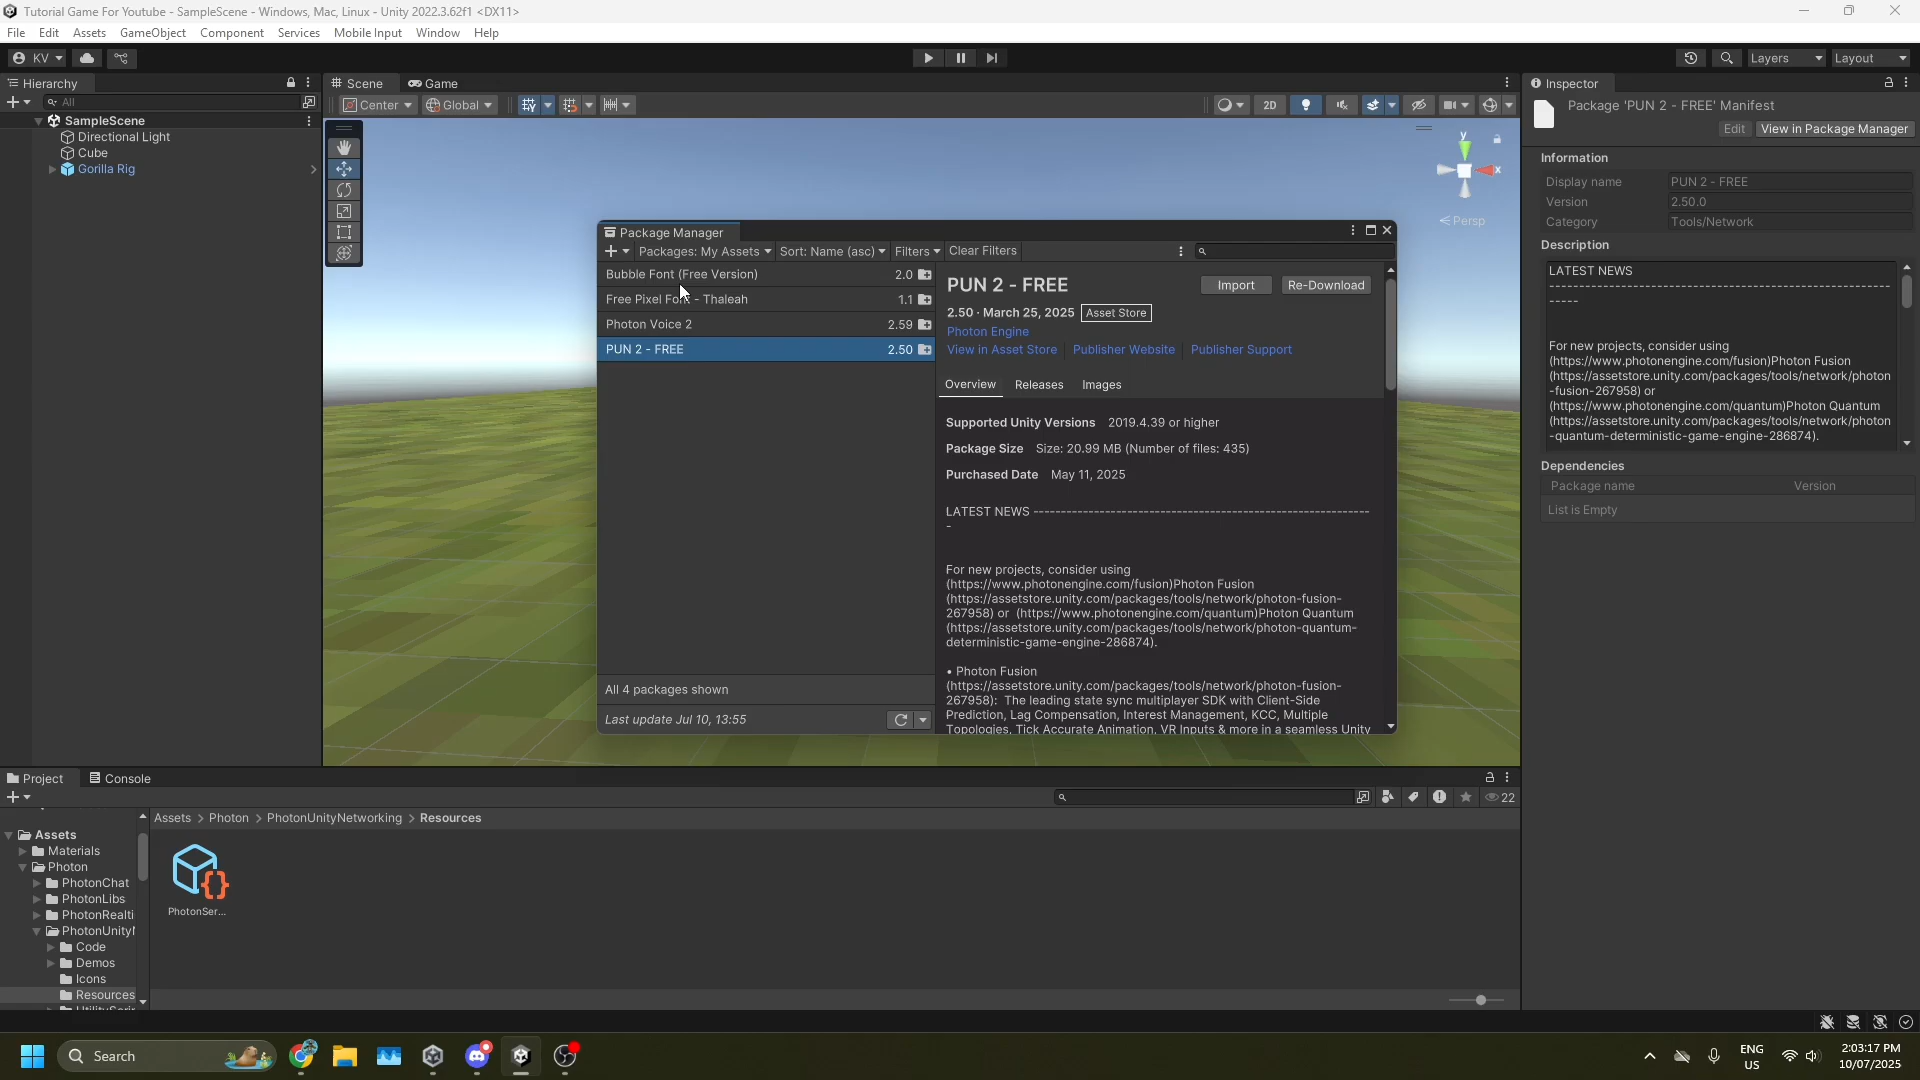 Tutorial Game For Youtube - SampleScene - Windows, Mac, Linux - Unity 2022.3.62f1 <DX11>
File Edit Assets GameObject Component Services Mobile Input Window Help
KV Layers Layout
Hierarchy
All
SampleScene
Directional Light
Cube
Gorilla Rig
Scene Game
Center Global 2D
y
x
Persp
Package Manager
Packages: My Assets Sort: Name (asc) Filters Clear Filters
Bubble Font (Free Version) 2.0
Free Pixel Font - Thaleah 1.1
Photon Voice 2 2.59
PUN 2 - FREE 2.50
All 4 packages shown
Last update Jul 10, 13:55
PUN 2 - FREE Import Re-Download
2.50 · March 25, 2025 Asset Store
Photon Engine
View in Asset Store Publisher Website Publisher Support
Overview Releases Images
Supported Unity Versions 2019.4.39 or higher
Package Size Size: 20.99 MB (Number of files: 435)
Purchased Date May 11, 2025
LATEST NEWS ------------------------------------------------------------
-
For new projects, consider using
(https://www.photonengine.com/fusion)Photon Fusion
(https://assetstore.unity.com/packages/tools/network/photon-fusion-
267958) or (https://www.photonengine.com/quantum)Photon Quantum
(https://assetstore.unity.com/packages/tools/network/photon-quantum-
deterministic-game-engine-286874).
• Photon Fusion
(https://assetstore.unity.com/packages/tools/network/photon-fusion-
267958): The leading state sync multiplayer SDK with Client-Side
Prediction, Lag Compensation, Interest Management, KCC, Multiple
Topologies, Tick Accurate Animation, VR Inputs & more in a seamless Unity
Inspector
Package 'PUN 2 - FREE' Manifest
Edit View in Package Manager
Information
Display name PUN 2 - FREE
Version 2.50.0
Category Tools/Network
Description
LATEST NEWS
------------------------------------------------------------
-----
For new projects, consider using
(https://www.photonengine.com/fusion)Photon Fusion
(https://assetstore.unity.com/packages/tools/network/photon
-fusion-267958) or
(https://www.photonengine.com/quantum)Photon Quantum
(https://assetstore.unity.com/packages/tools/network/photon
-quantum-deterministic-game-engine-286874).
Dependencies
Package name Version
List is Empty
Project Console
22
Assets
Materials
Photon
PhotonChat
PhotonLibs
PhotonRealti
PhotonUnityN
Code
Demos
Icons
Resources
Assets > Photon > PhotonUnityNetworking > Resources
PhotonSer...
Search
ENG
US
2:03:17 PM
10/07/2025